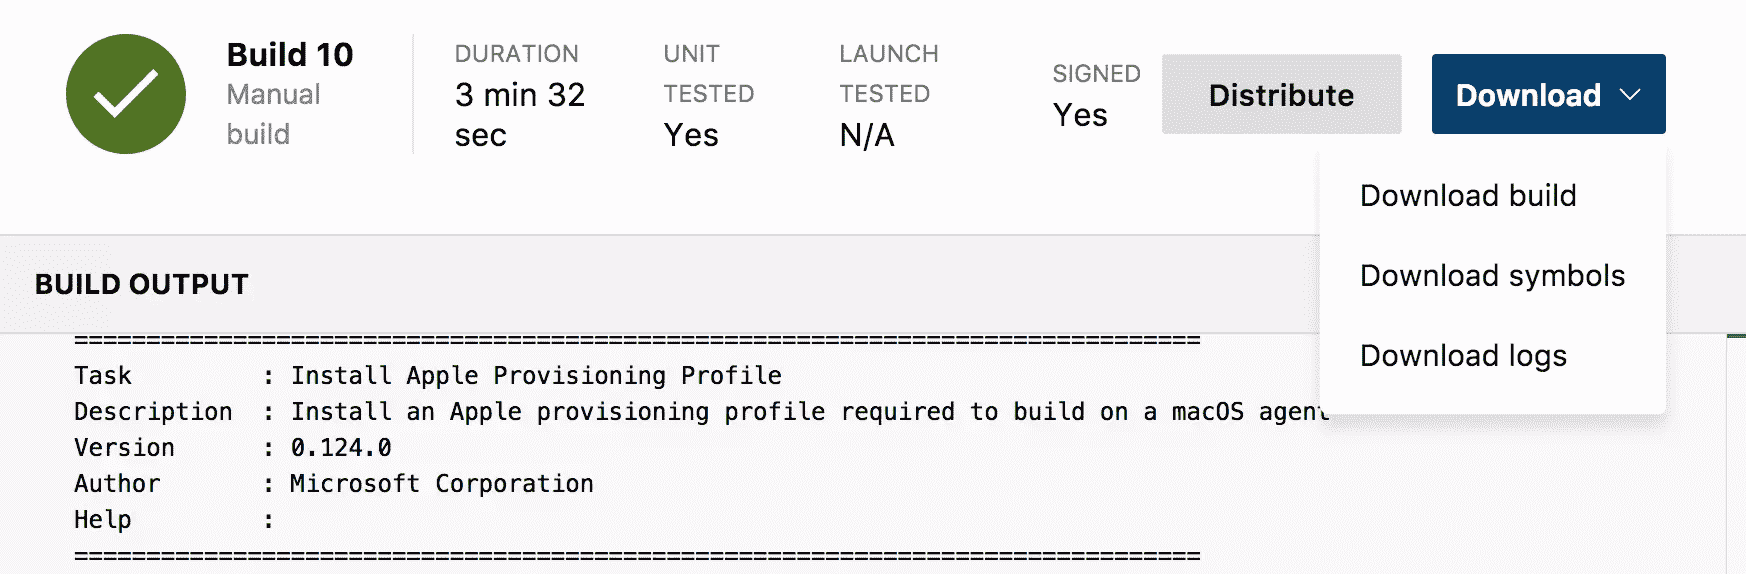 Build 10
Manual
build
DURATION
3 min 32
sec
UNIT
TESTED
Yes
LAUNCH
TESTED
N/A
SIGNED
Yes
Distribute
Download
Download build
Download symbols
Download logs
BUILD OUTPUT
==============================================================================
Task         : Install Apple Provisioning Profile
Description  : Install an Apple provisioning profile required to build on a macOS agent
Version      : 0.124.0
Author       : Microsoft Corporation
Help         :
==============================================================================